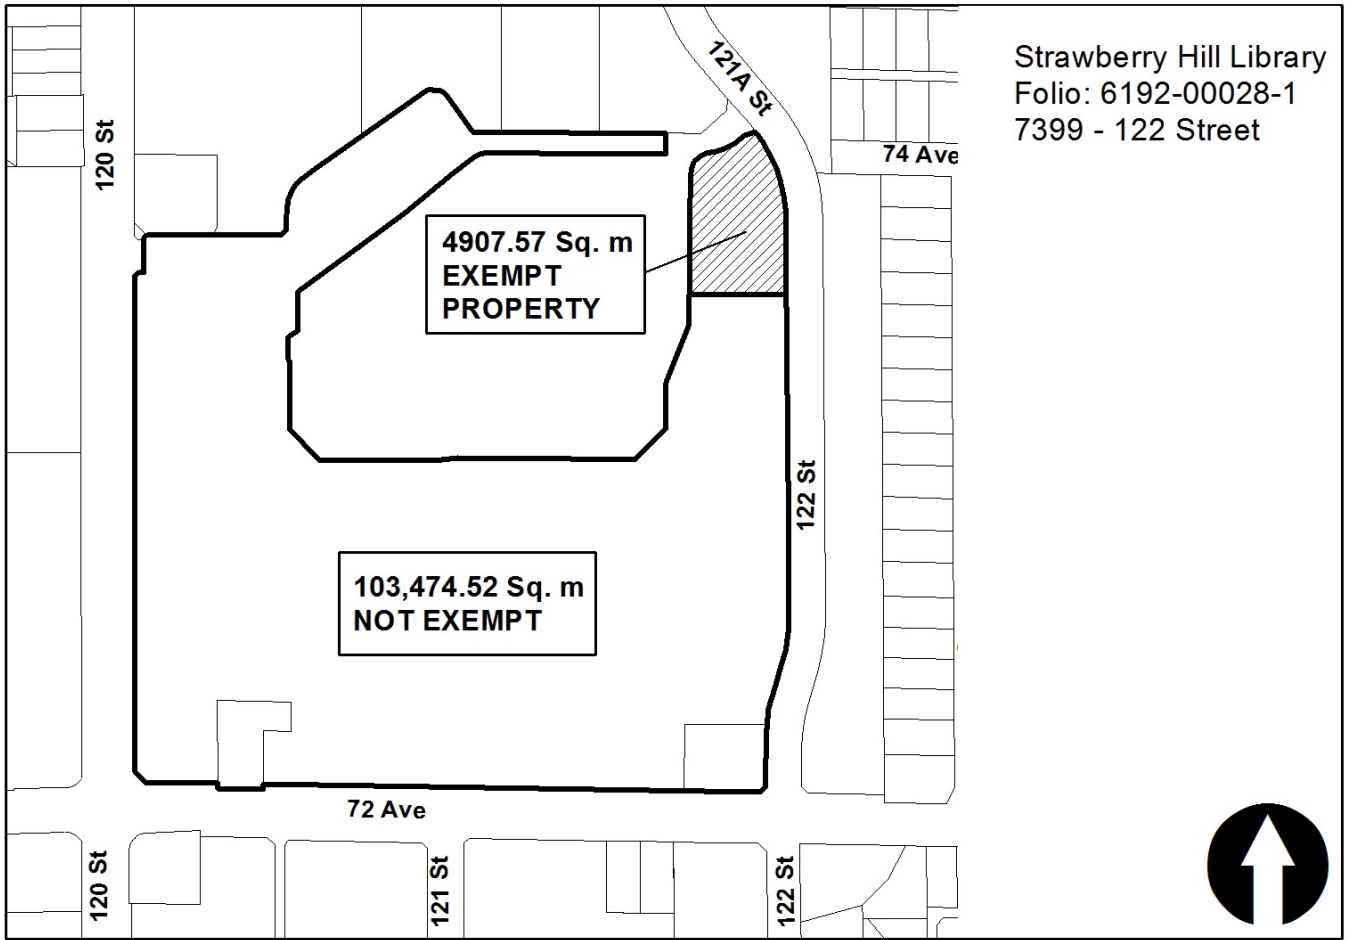 121A St
Strawberry Hill Library
Folio: 6192-00028-1
7399 - 122 Street
120 St
74 Ave
4907.57 Sq. m
EXEMPT
PROPERTY
122 St
103,474.52 Sq. m
NOT EXEMPT
72 Ave
120 St
121 St
122 St